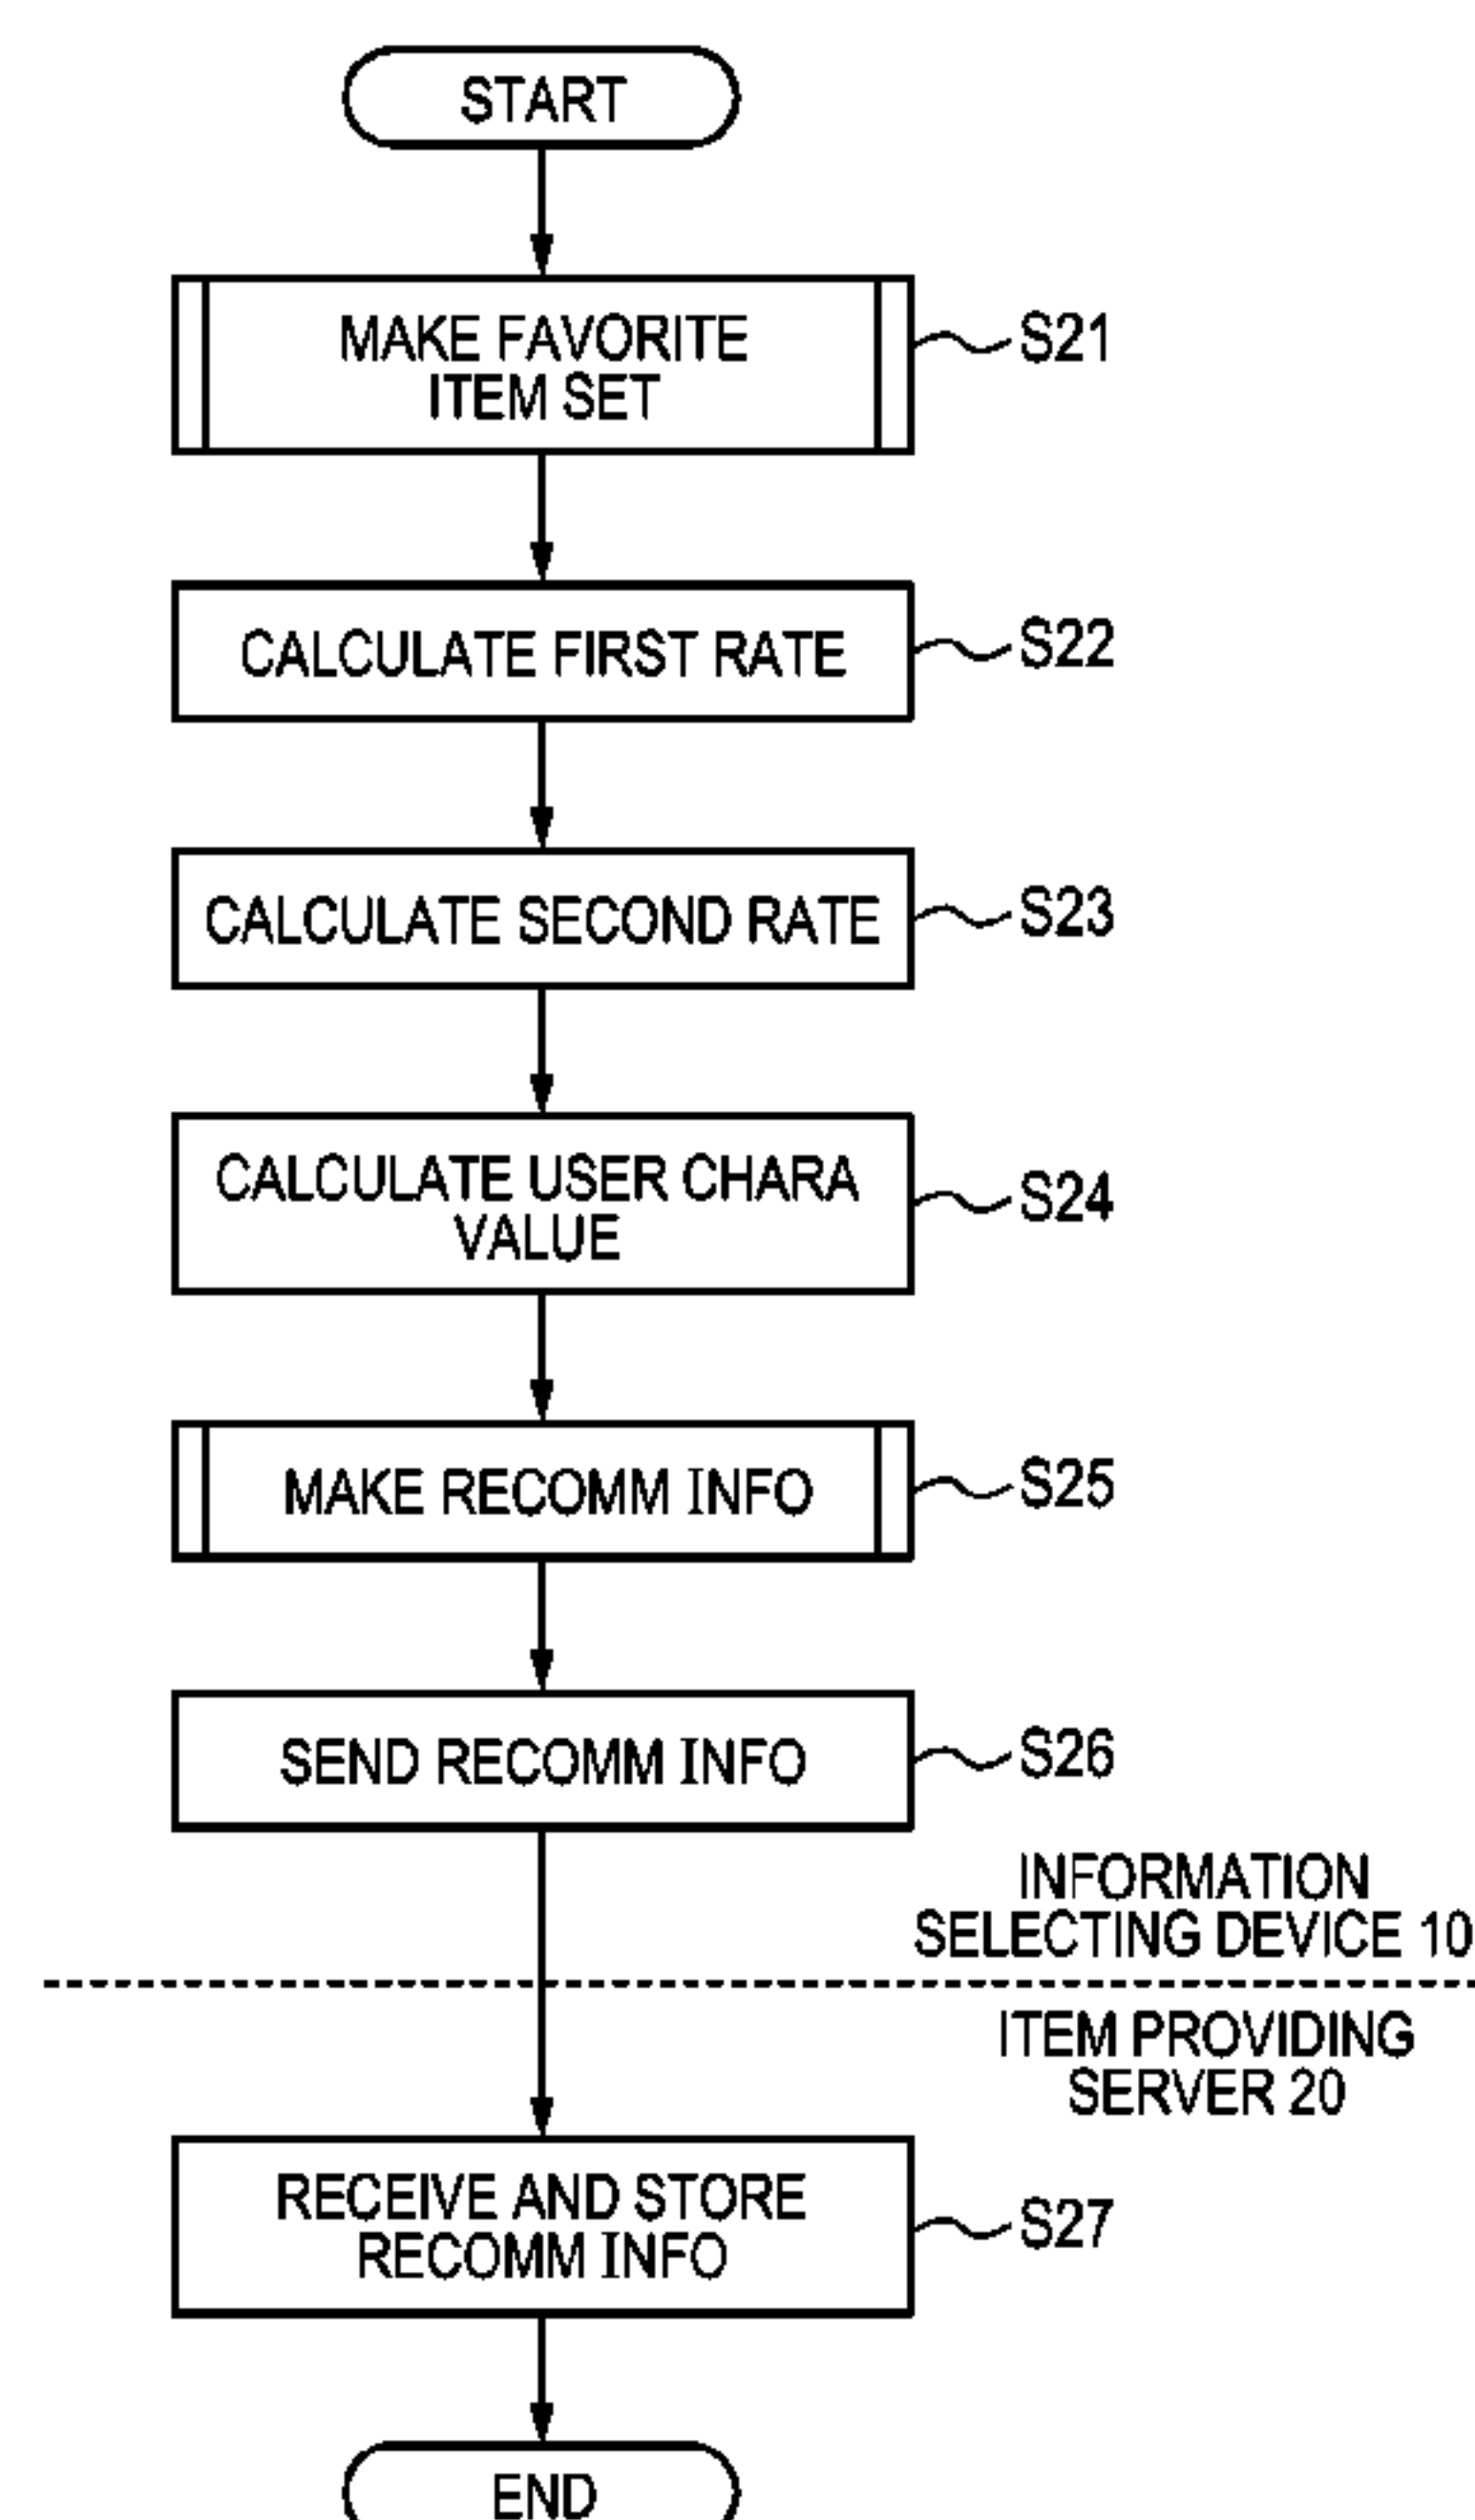 START
MAKE FAVORITE
ITEM SET
S21
CALCULATE FIRST RATE
S22
CALCULATE SECOND RATE
S23
CALCULATE USER CHARA
VALUE
S24
MAKE RECOMM INFO
S25
SEND RECOMM INFO
S26
INFORMATION
SELECTING DEVICE 10
ITEM PROVIDING
SERVER 20
RECEIVE AND STORE
RECOMM INFO
S27
END